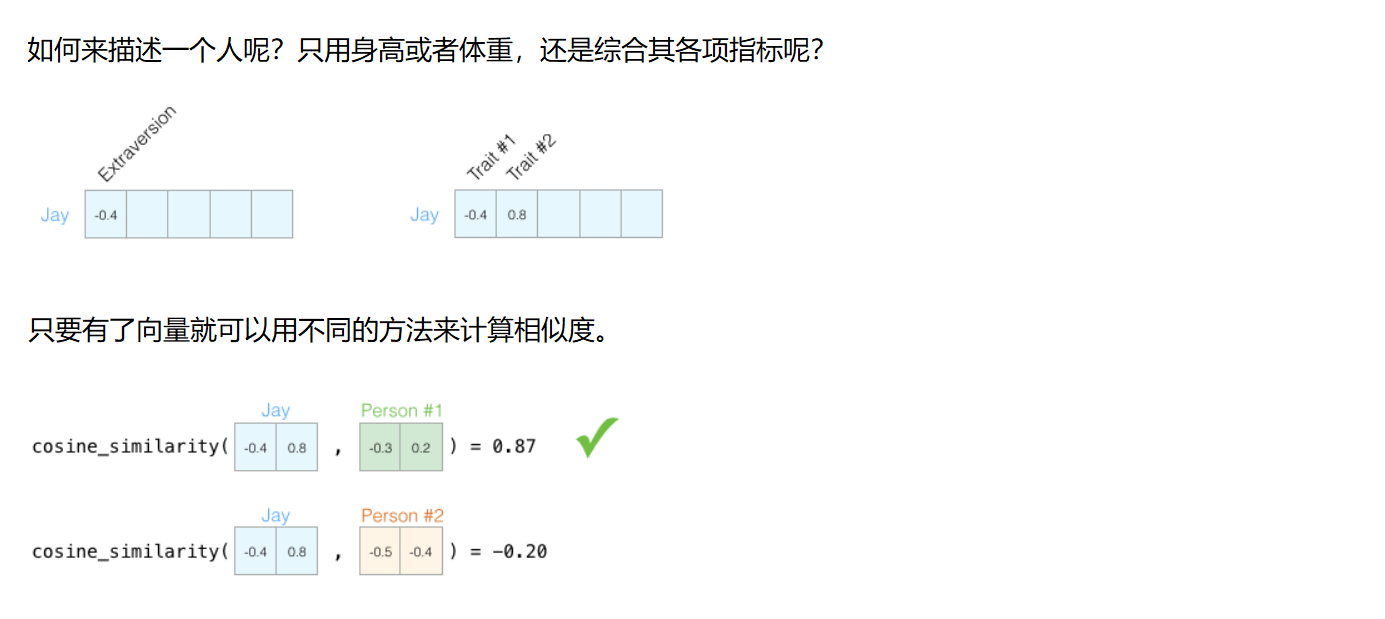 如何来描述一个人呢？只用身高或者体重，还是综合其各项指标呢？
Extraversion
Jay -0.4
Trait #1 Trait #2
Jay -0.4 0.8
只要有了向量就可以用不同的方法来计算相似度。
Jay Person #1
cosine_similarity( -0.4 0.8 , -0.3 0.2 ) = 0.87
Jay Person #2
cosine_similarity( -0.4 0.8 , -0.5 -0.4 ) = -0.20